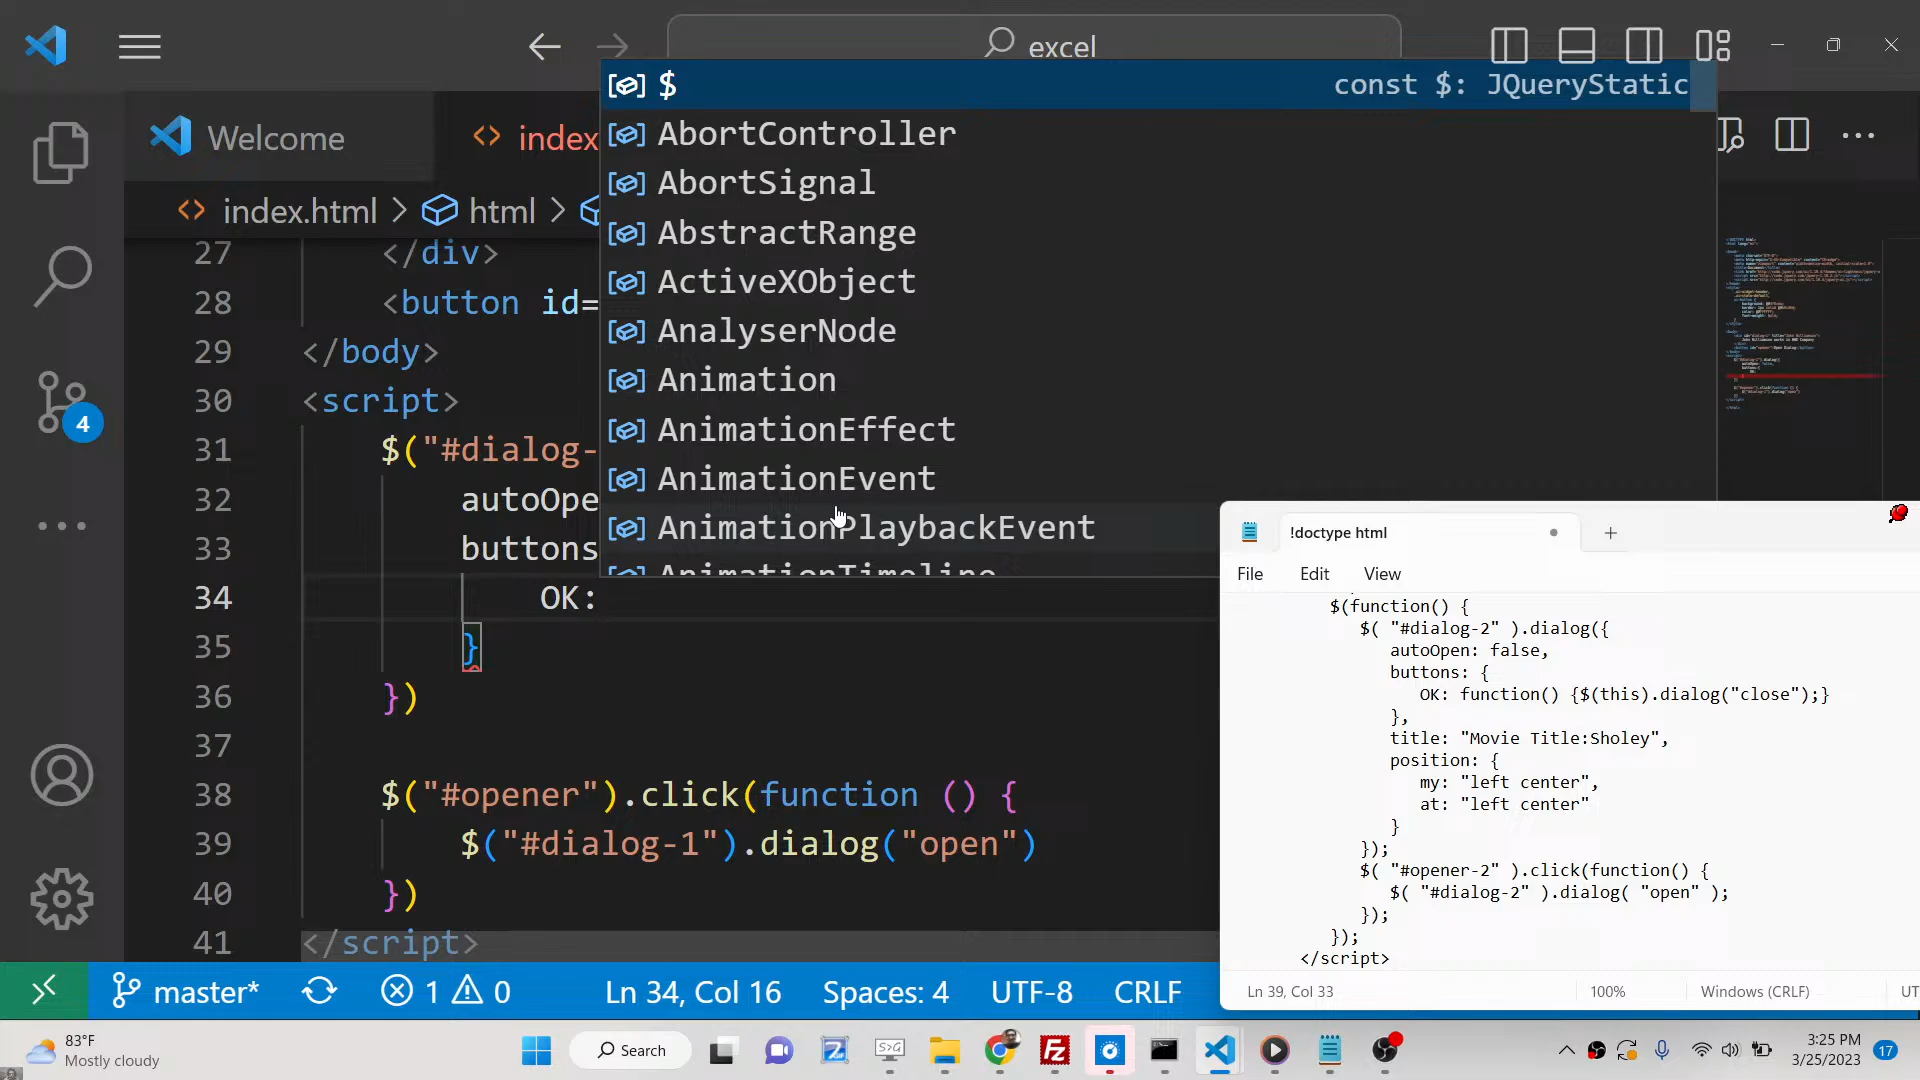 excel
$
const $: JQueryStatic
AbortController
AbortSignal
AbstractRange
ActiveXObject
AnalyserNode
Animation
AnimationEffect
AnimationEvent
AnimationPlaybackEvent
AnimationTimeline
Welcome
index
index.html > html >
27 </div>
28 <button id=
29 </body>
30 <script>
31 $("#dialog-
32 autoOpe
33 buttons
34 OK:
35 }
36 })
37
38 $("#opener").click(function () {
39 $("#dialog-1").dialog("open")
40 })
41 </script>
4
master*
1
0
Ln 34, Col 16
Spaces: 4
UTF-8
CRLF
!doctype html
File
Edit
View
$(function() {
$( "#dialog-2" ).dialog({
autoOpen: false,
buttons: {
OK: function() {$(this).dialog("close");}
},
title: "Movie Title:Sholey",
position: {
my: "left center",
at: "left center"
}
});
$( "#opener-2" ).click(function() {
$( "#dialog-2" ).dialog( "open" );
});
});
</script>
Ln 39, Col 33
100%
Windows (CRLF)
UT
83°F
Mostly cloudy
Search
3:25 PM
3/25/2023
17